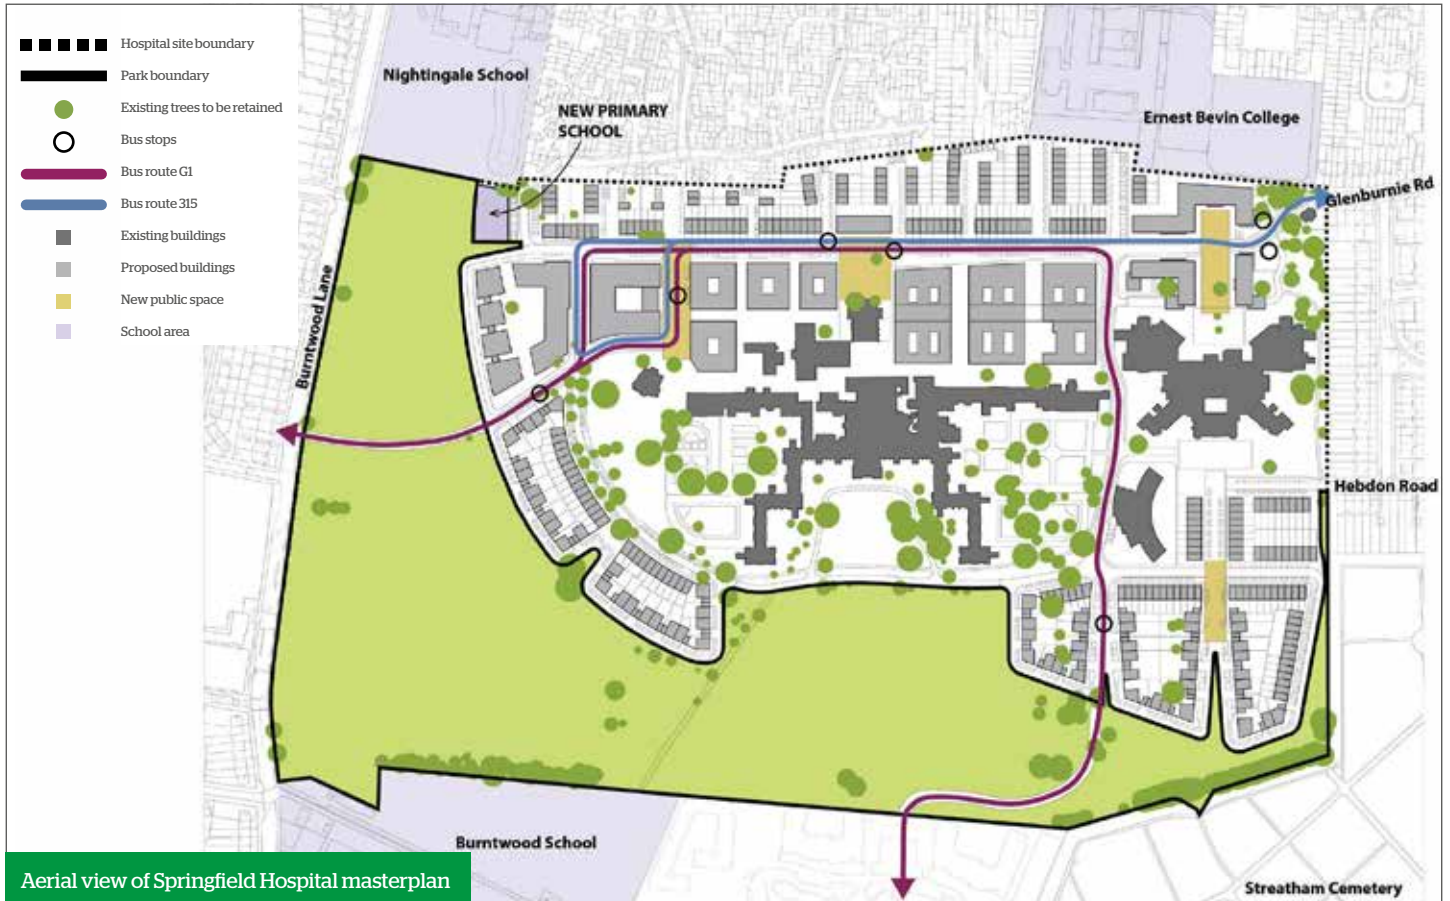 Hospital site boundary
Park boundary
Existing trees to be retained
Bus stops
Bus route G1
Bus route 315
Existing buildings
Proposed buildings
New public space
School area
Nightingale School
NEW PRIMARY
SCHOOL
Ernest Bevin College
Glenburnie Rd
Burntwood Lane
Hebdon Road
Burntwood School
Streatham Cemetery
Aerial view of Springfield Hospital masterplan